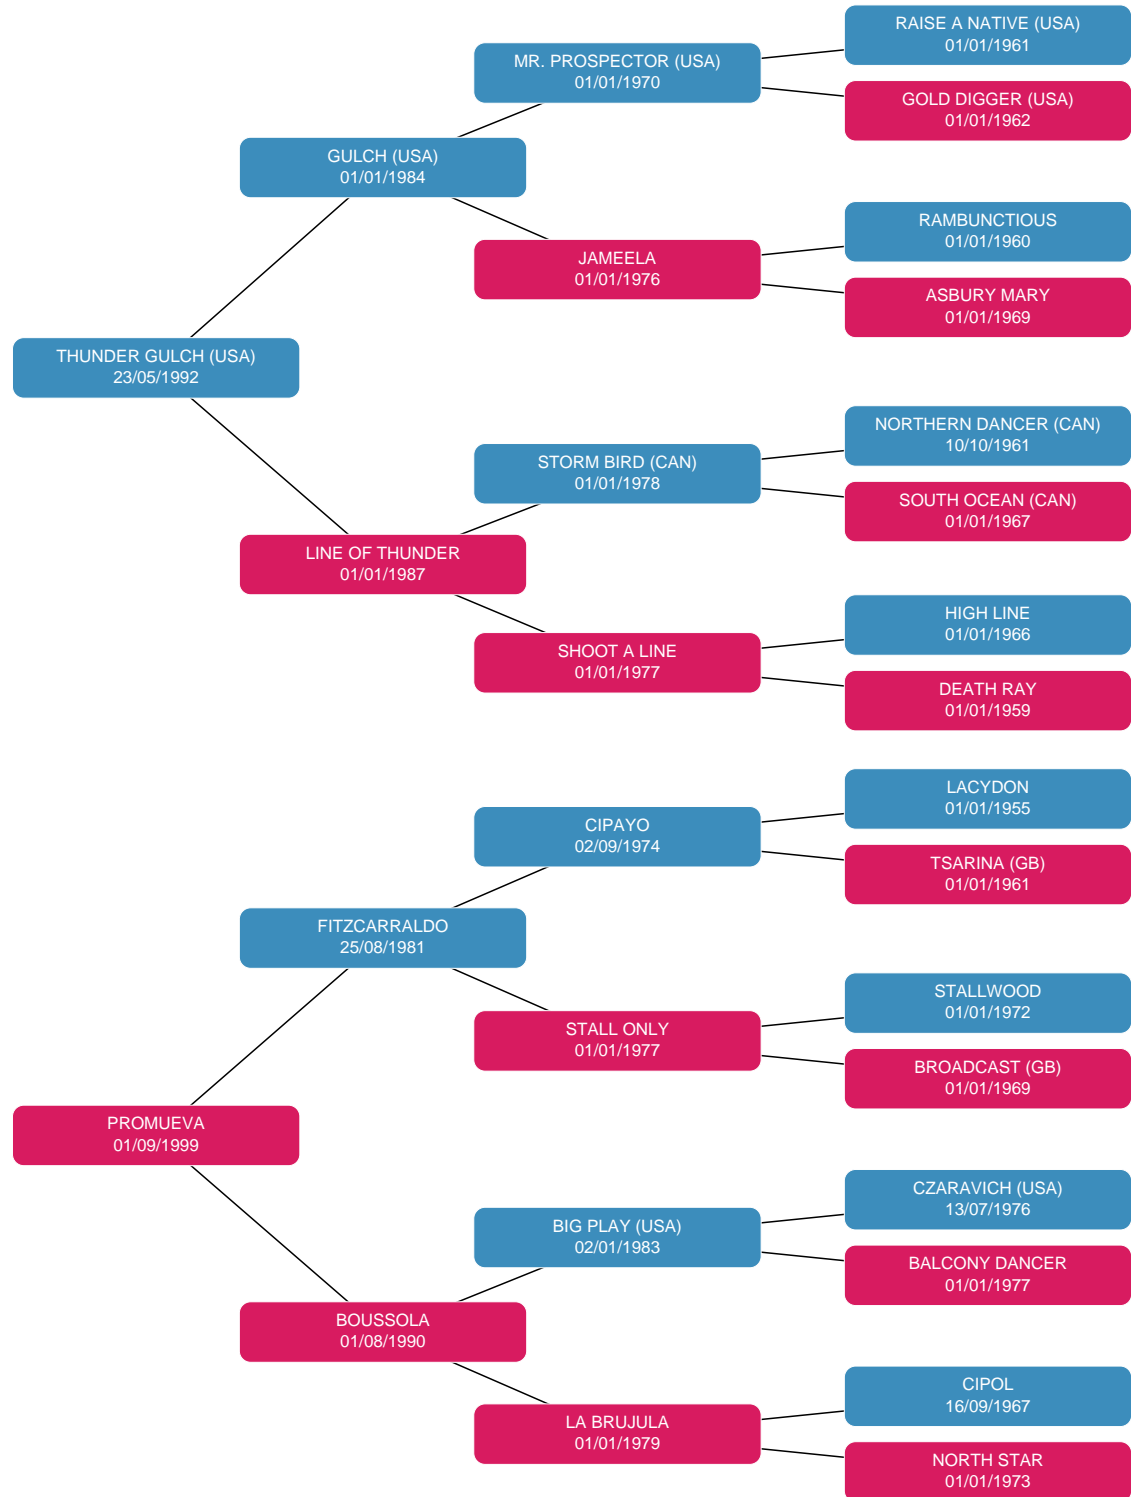 RAISE A NATIVE (USA)
01/01/1961
MR. PROSPECTOR (USA)
01/01/1970
GOLD DIGGER (USA)
01/01/1962
GULCH (USA)
01/01/1984
RAMBUNCTIOUS
01/01/1960
JAMEELA
01/01/1976
ASBURY MARY
01/01/1969
THUNDER GULCH (USA)
23/05/1992
NORTHERN DANCER (CAN)
10/10/1961
STORM BIRD (CAN)
01/01/1978
SOUTH OCEAN (CAN)
01/01/1967
LINE OF THUNDER
01/01/1987
HIGH LINE
01/01/1966
SHOOT A LINE
01/01/1977
DEATH RAY
01/01/1959
LACYDON
01/01/1955
CIPAYO
02/09/1974
TSARINA (GB)
01/01/1961
FITZCARRALDO
25/08/1981
STALLWOOD
01/01/1972
STALL ONLY
01/01/1977
BROADCAST (GB)
01/01/1969
PROMUEVA
01/09/1999
CZARAVICH (USA)
13/07/1976
BIG PLAY (USA)
02/01/1983
BALCONY DANCER
01/01/1977
BOUSSOLA
01/08/1990
CIPOL
16/09/1967
LA BRUJULA
01/01/1979
NORTH STAR
01/01/1973